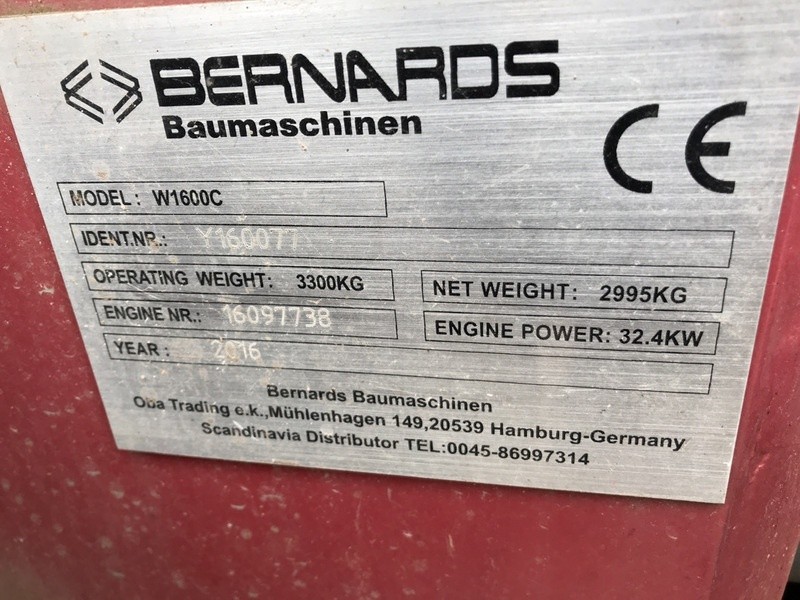 BERNARDS
Baumaschinen
CE
MODEL: W1600C
IDENT.NR.: Y160077
OPERATING WEIGHT: 3300KG NET WEIGHT: 2995KG
ENGINE NR.: 16097738 ENGINE POWER: 32.4KW
YEAR: 2016
Bernards Baumaschinen
Oba Trading e.k.,Mühlenhagen 149,20539 Hamburg-Germany
Scandinavia Distributor TEL:0045-86997314